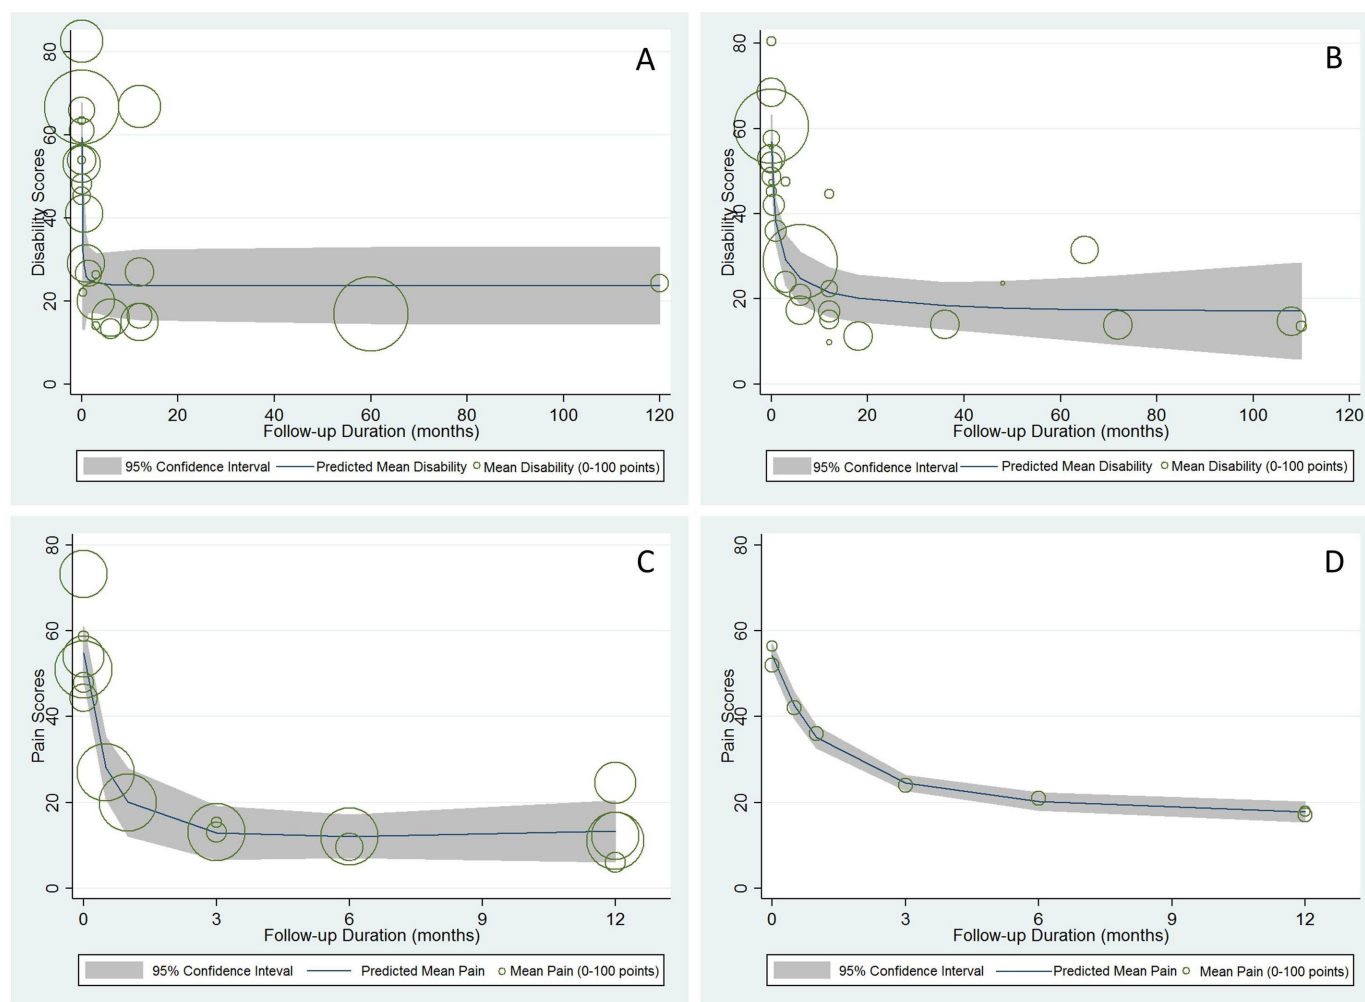 A
Disability Scores
80
60
40
20
0
0 20 40 60 80 100 120
Follow-up Duration (months)
95% Confidence Interval Predicted Mean Disability Mean Disability (0-100 points)
B
Disability Scores
80
60
40
20
0
0 20 40 60 80 100 120
Follow-up Duration (months)
95% Confidence Interval Predicted Mean Disability Mean Disability (0-100 points)
C
Pain Scores
80
60
40
20
0
0 3 6 9 12
Follow-up Duration (months)
95% Confidence Inteval Predicted Mean Pain Mean Pain (0-100 points)
D
Pain Scores
80
60
40
20
0
0 3 6 9 12
Follow-up Duration (months)
95% Confidence Interval Predicted Mean Pain Mean Pain (0-100 points)